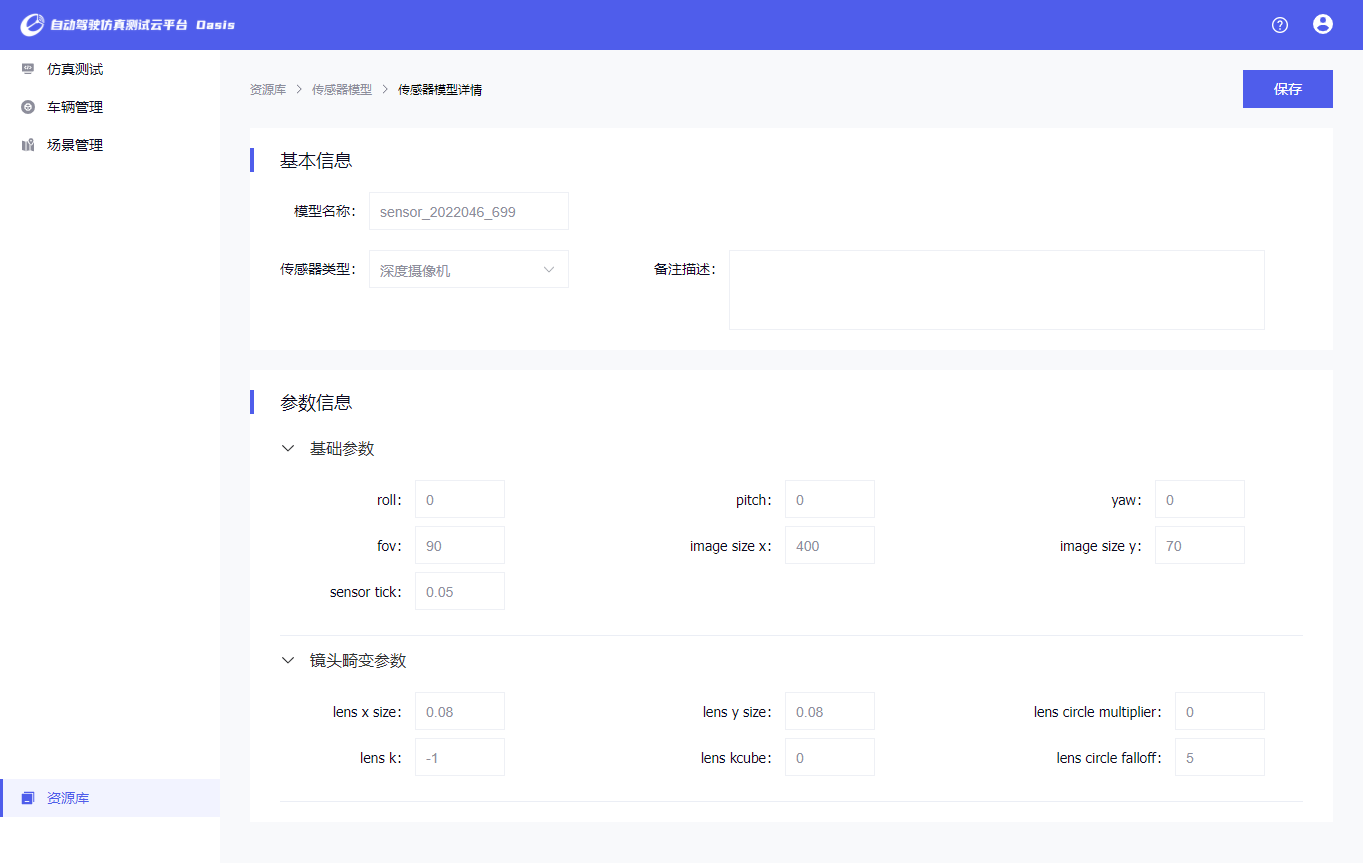 自动驾驶仿真测试云平台 Oasis
仿真测试
车辆管理
场景管理
资源库
资源库 > 传感器模型 > 传感器模型详情
保存
基本信息
模型名称： sensor_2022046_699
传感器类型： 深度摄像机 备注描述：
参数信息
基础参数
roll： 0 pitch： 0 yaw： 0
fov： 90 image size x： 400 image size y： 70
sensor tick： 0.05
镜头畸变参数
lens x size： 0.08 lens y size： 0.08 lens circle multiplier： 0
lens k： -1 lens kcube： 0 lens circle falloff： 5